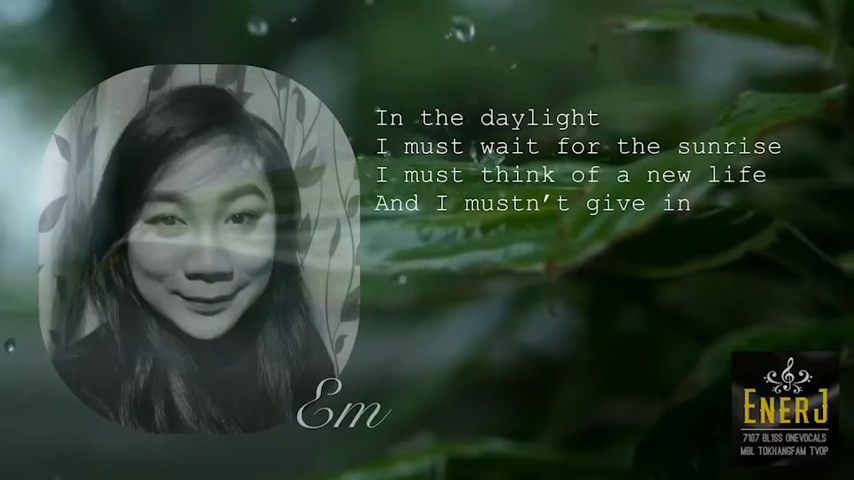 In the daylight
I must wait for the sunrise
I must think of a new life
And I mustn't give in
Em
ENERJ
7107 BL1SS ONEVOCALS
MBL TOKHANGFAM TVOP